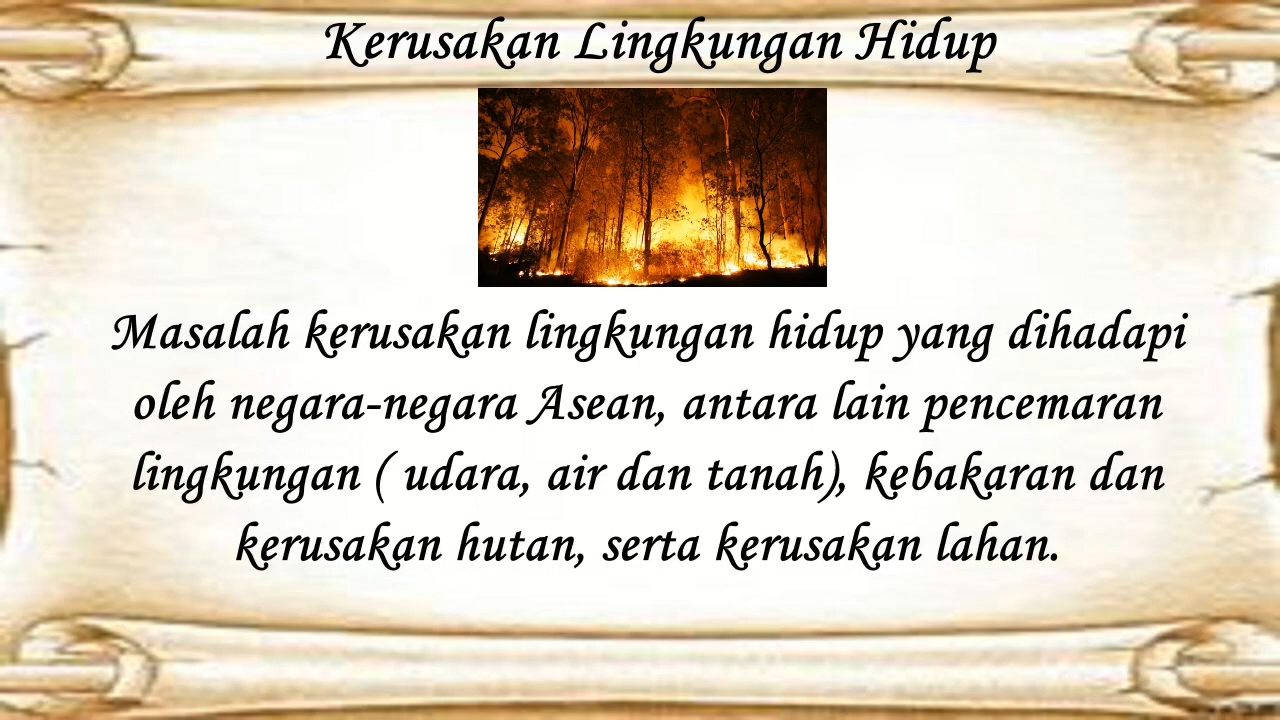 Kerusakan Lingkungan Hidup
Masalah kerusakan lingkungan hidup yang dihadapi
oleh negara-negara Asean, antara lain pencemaran
lingkungan ( udara, air dan tanah), kebakaran dan
kerusakan hutan, serta kerusakan lahan.